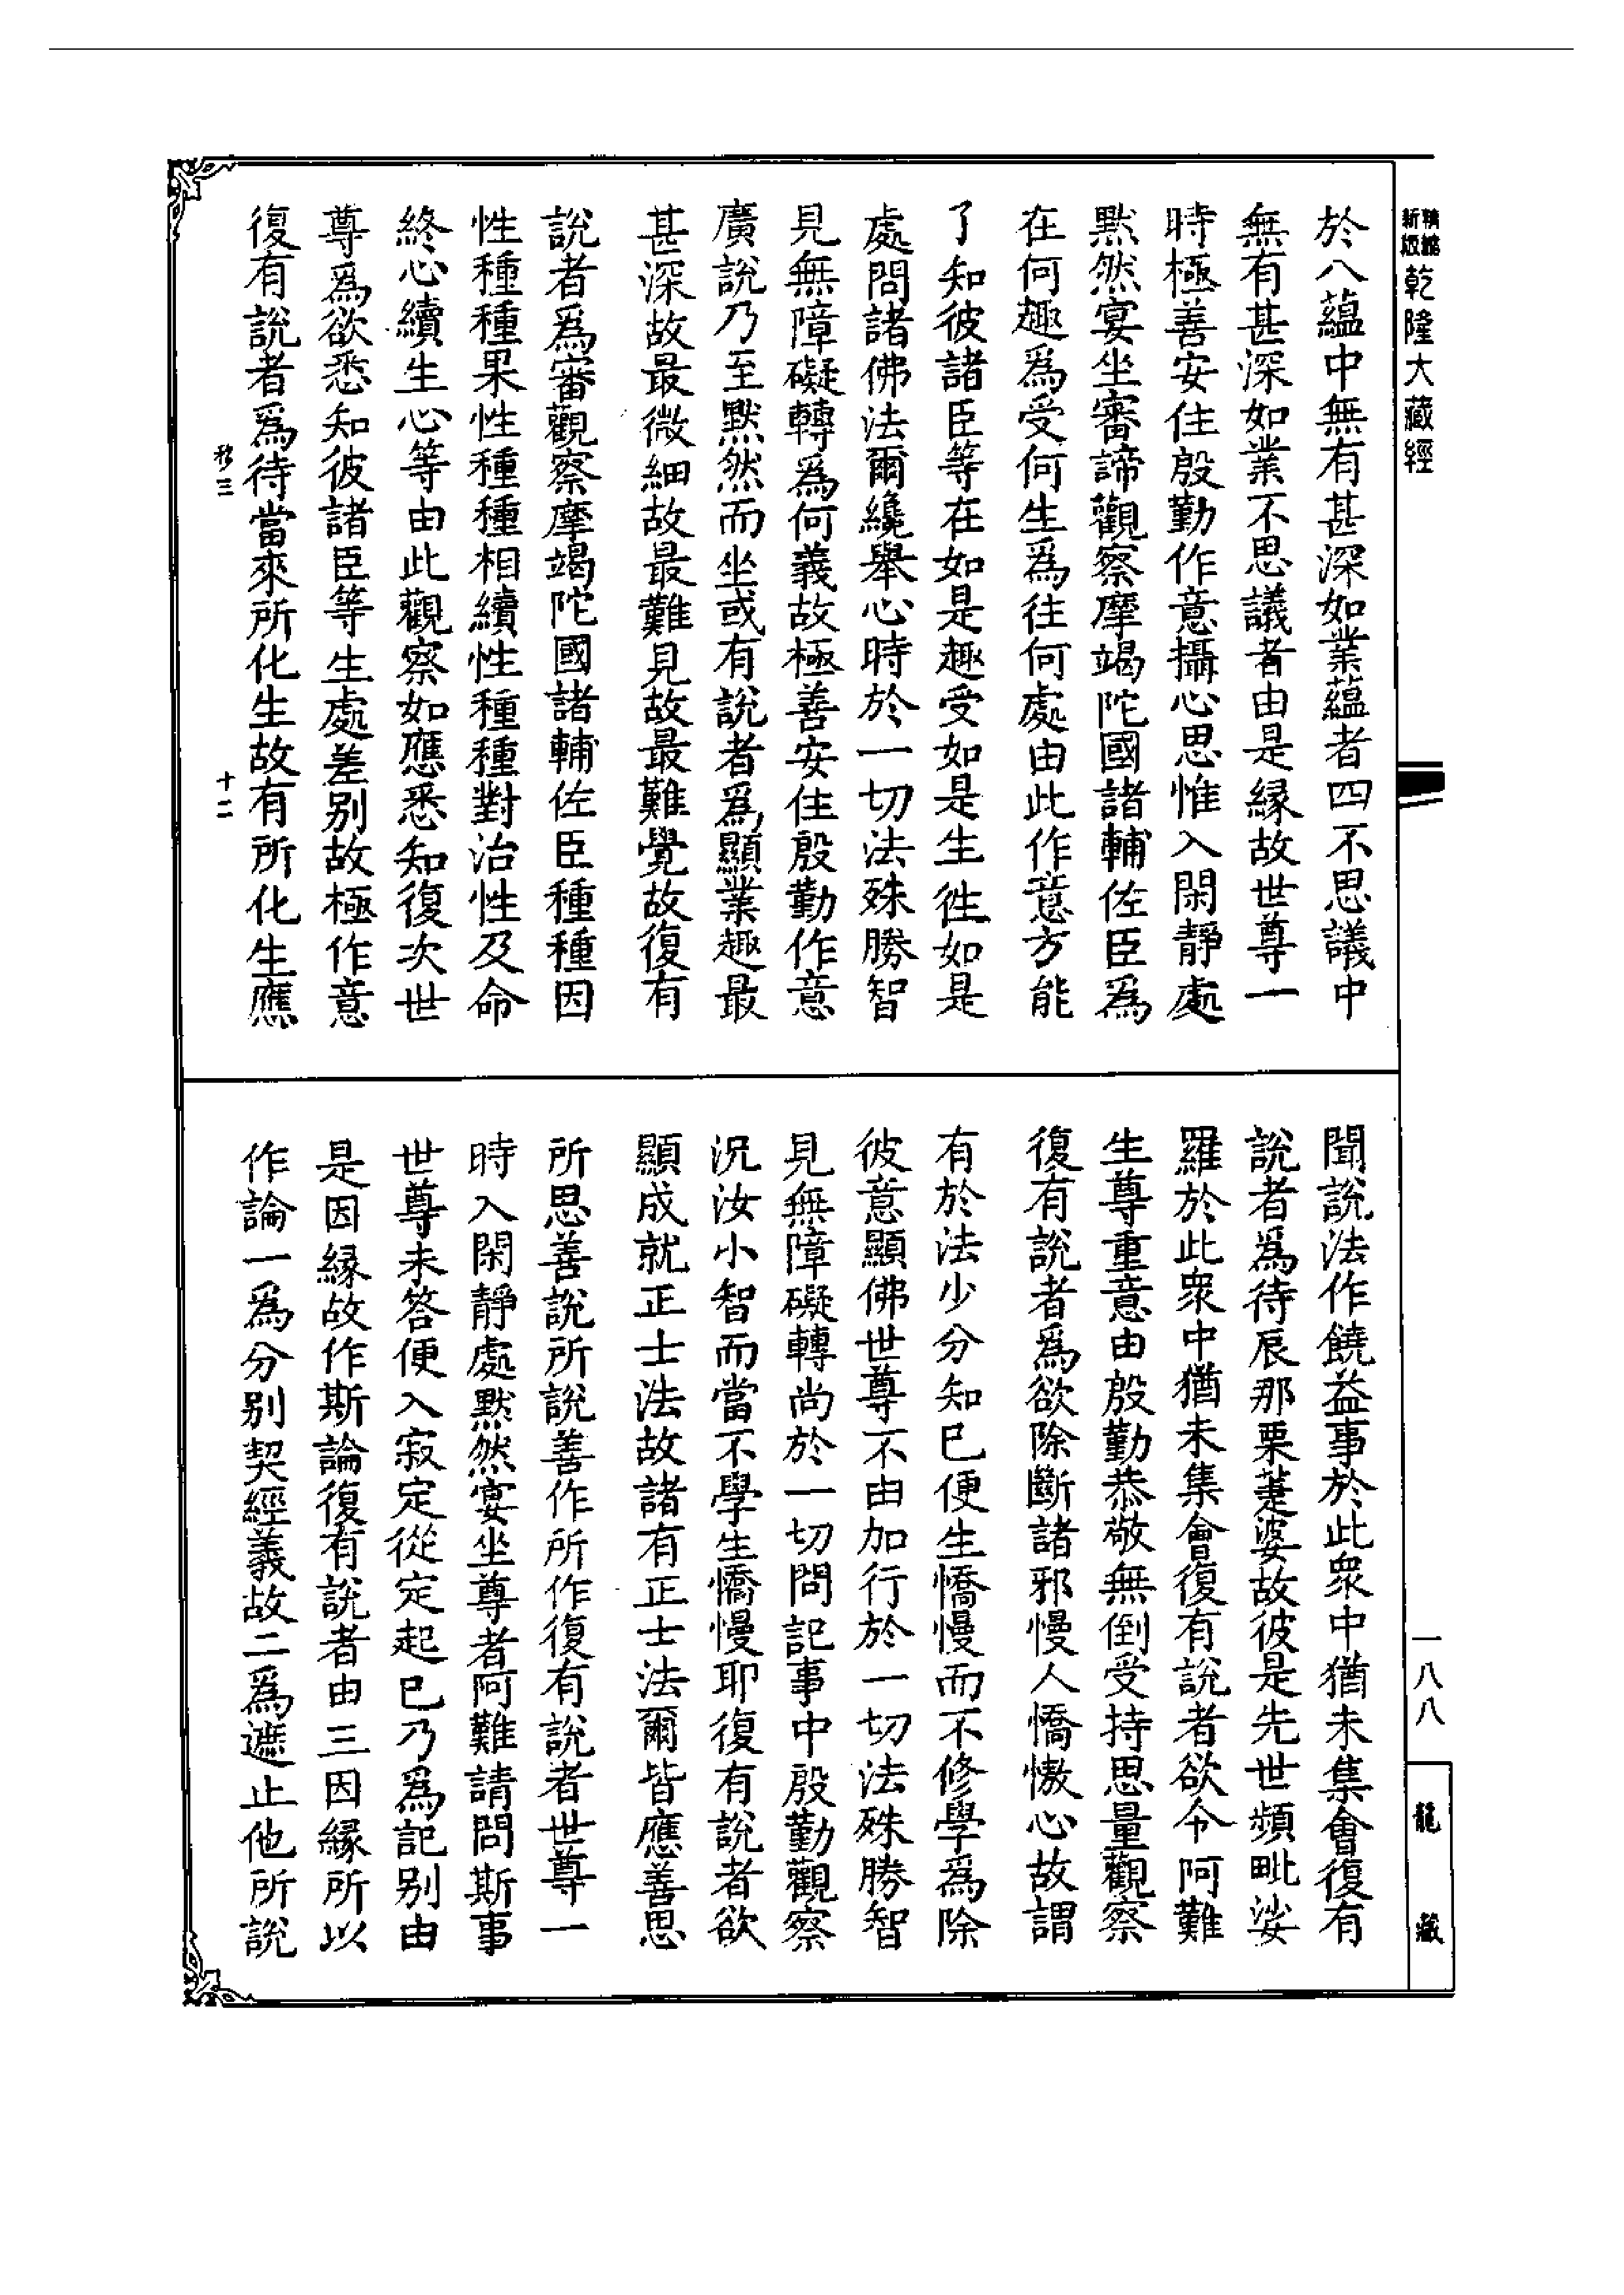 精縮
新版
乾隆大藏經
於八蘊中無有甚深如業蘊者四不思議中
無有甚深如業不思議者由是緣故世尊一
時極善安住殷勤作意攝心思惟入閑靜處
默然宴坐審諦觀察摩竭陀國諸輔佐臣爲
在何趣爲受何生爲往何處由此作意方能
了知彼諸臣等在如是趣受如是生徃如是
處問諸佛法爾纔舉心時於一切法殊勝智
見無障礙轉爲何義故極善安住殷勤作意
廣說乃至默然而坐或有說者爲顯業趣最
甚深故最微細故最難見故最難覺故復有
說者爲審觀察摩竭陀國諸輔佐臣種種因
性種種果性種種相續性種種對治性及命
終心續生心等由此觀察如應悉知復次世
尊爲欲悉知彼諸臣等生處差别故極作意
復有說者爲待當來所化生故有所化生應
移三
十二
聞說法作饒益事於此衆中猶未集會復有
說者爲待辰那栗蓽婆故彼是先世頻毗娑
羅於此衆中猶未集會復有說者欲令阿難
生尊重意由殷勤恭敬無倒受持思量觀察
復有說者爲欲除斷諸邪慢人憍慠心故謂
有於法少分知已便生憍慢而不修學爲除
彼意顯佛世尊不由加行於一切法殊勝智
見無障礙轉尚於一切問記事中殷勤觀察
況汝小智而當不學生憍慢耶復有說者欲
顯成就正士法故諸有正士法爾皆應善思
所思善說所說善作所作復有說者世尊一
時入閑靜處默然宴坐尊者阿難請問斯事
世尊未答便入寂定從定起已乃爲記别由
是因緣故作斯論復有說者由三因緣所以
作論一爲分别契經義故二爲遮止他所說
一八八
龍藏